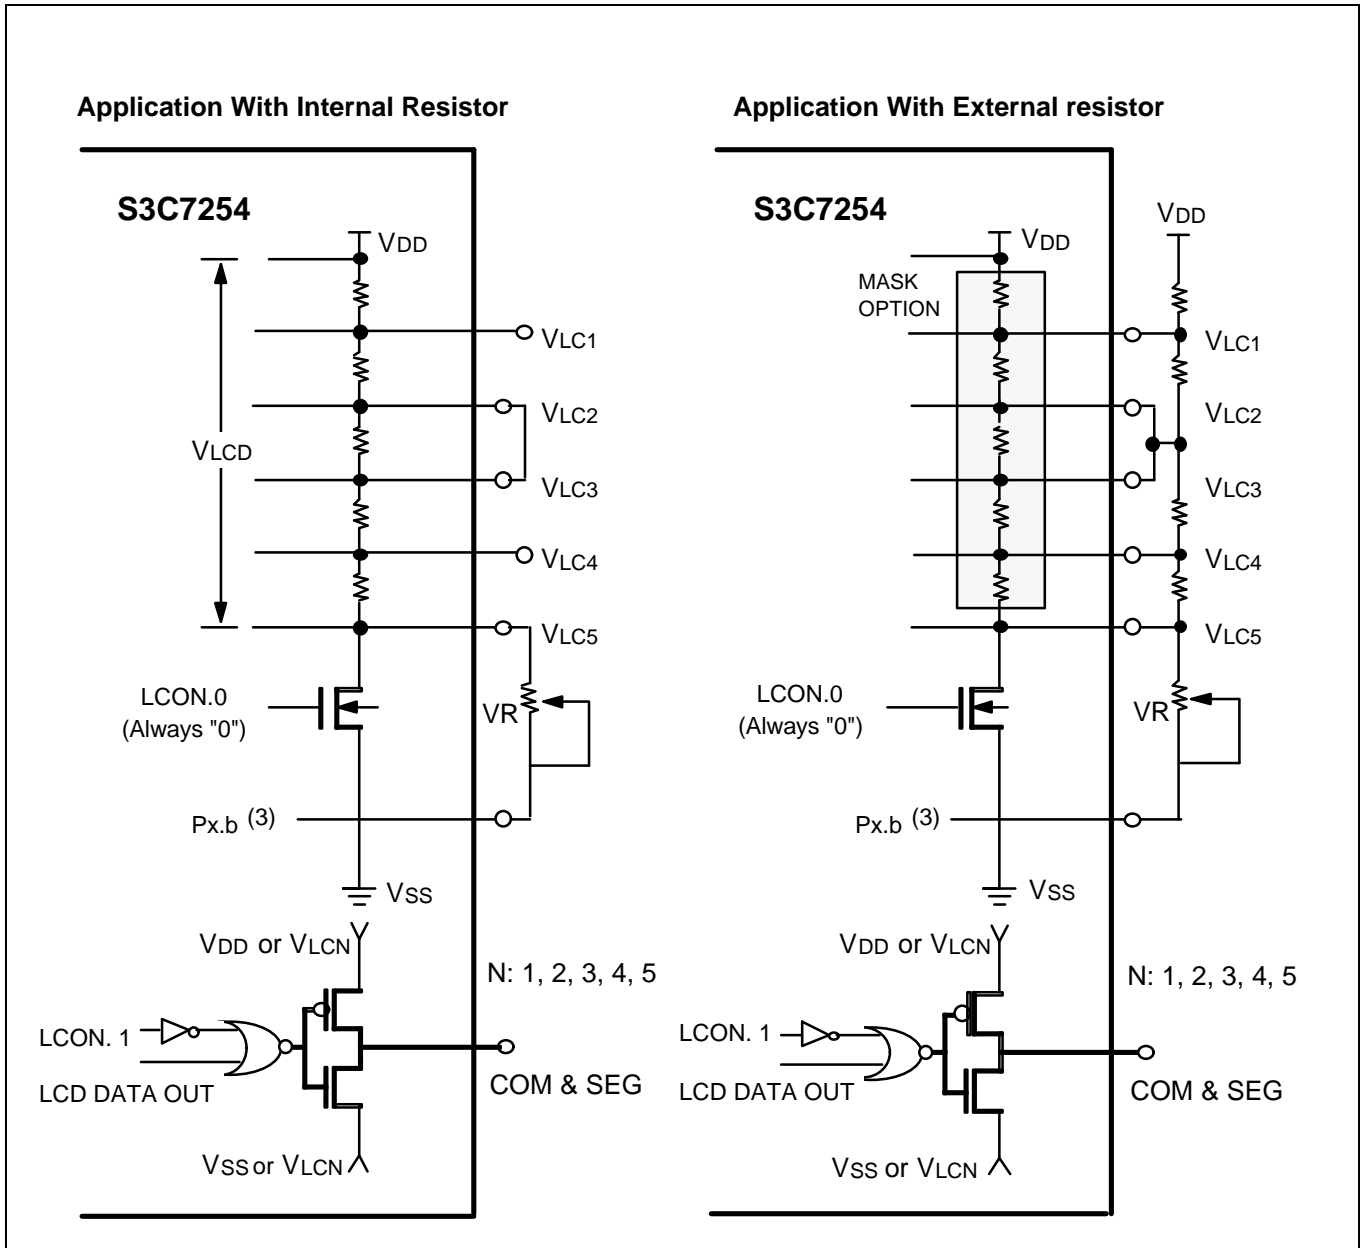 Application With Internal Resistor
S3C7254
VDD
VLC1
VLC2
VLCD
VLC3
VLC4
VLC5
LCON.0
(Always "0")
VR
Px.b (3)
VSS
VDD or VLCN
N: 1, 2, 3, 4, 5
LCON. 1
LCD DATA OUT
COM & SEG
VSS or VLCN
Application With External resistor
S3C7254
VDD
VDD
MASK
OPTION
VLC1
VLC2
VLC3
VLC4
VLC5
LCON.0
(Always "0")
VR
Px.b (3)
VSS
VDD or VLCN
N: 1, 2, 3, 4, 5
LCON. 1
LCD DATA OUT
COM & SEG
VSS or VLCN